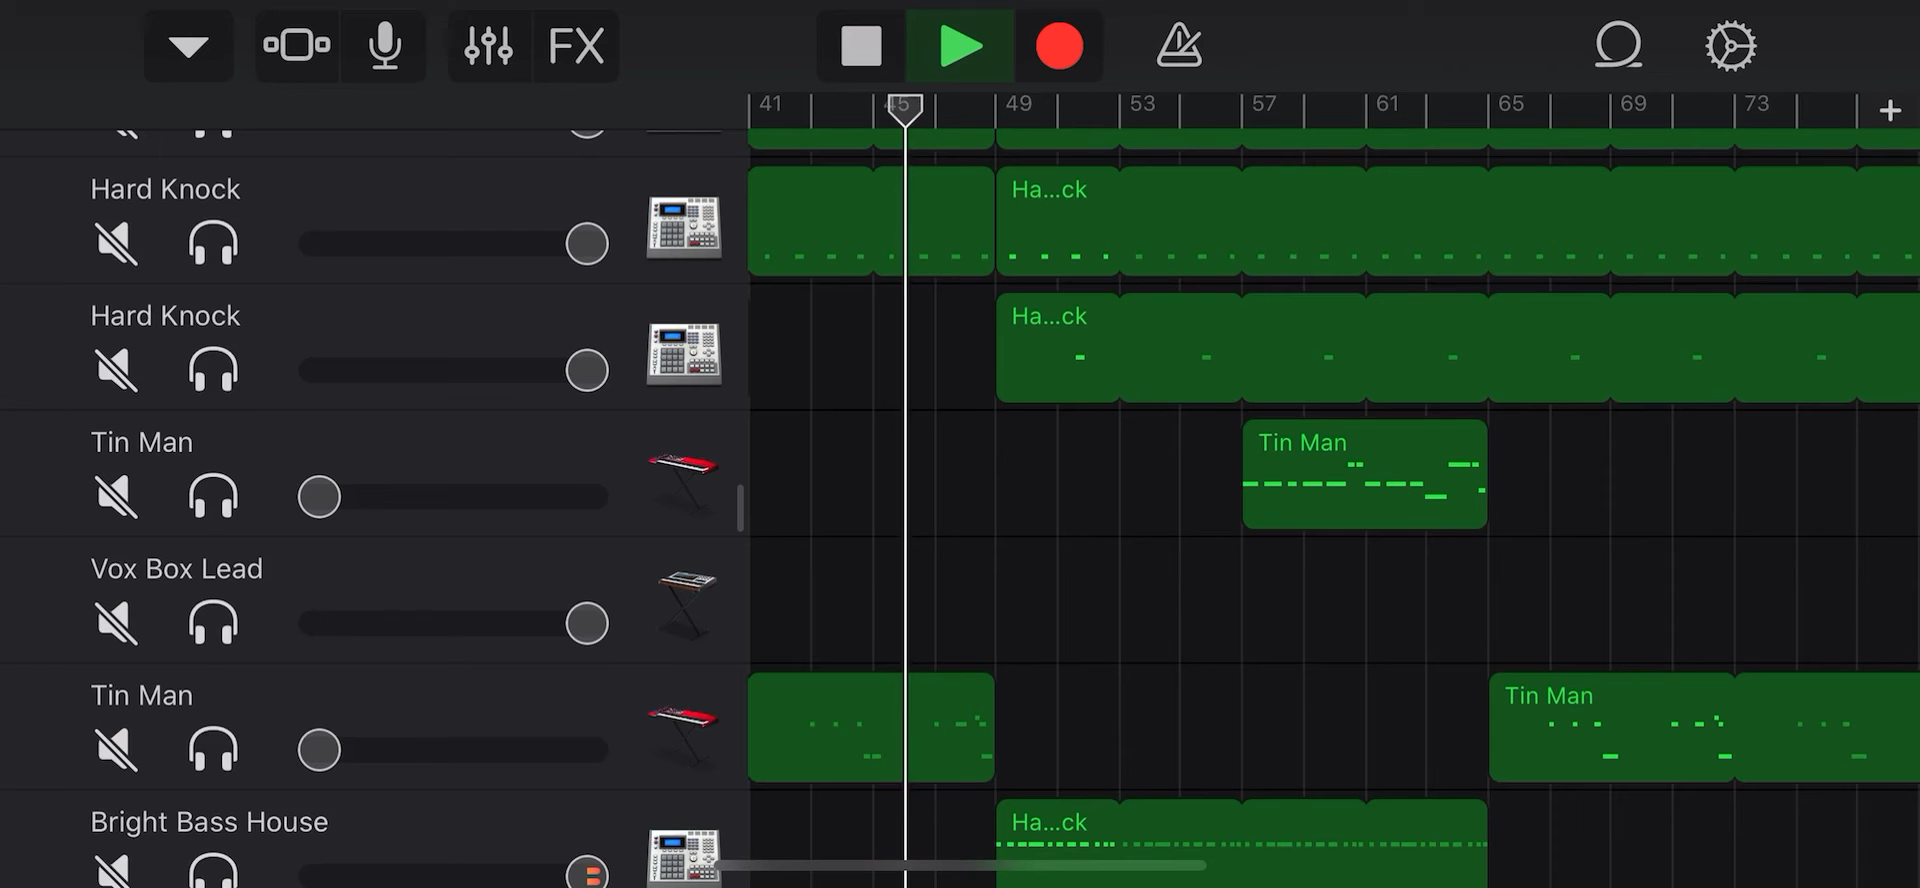 FX
41 45 49 53 57 61 65 69 73 +
Hard Knock
Ha...ck
Hard Knock
Ha...ck
Tin Man
Tin Man
Vox Box Lead
Tin Man
Tin Man
Bright Bass House
Ha...ck